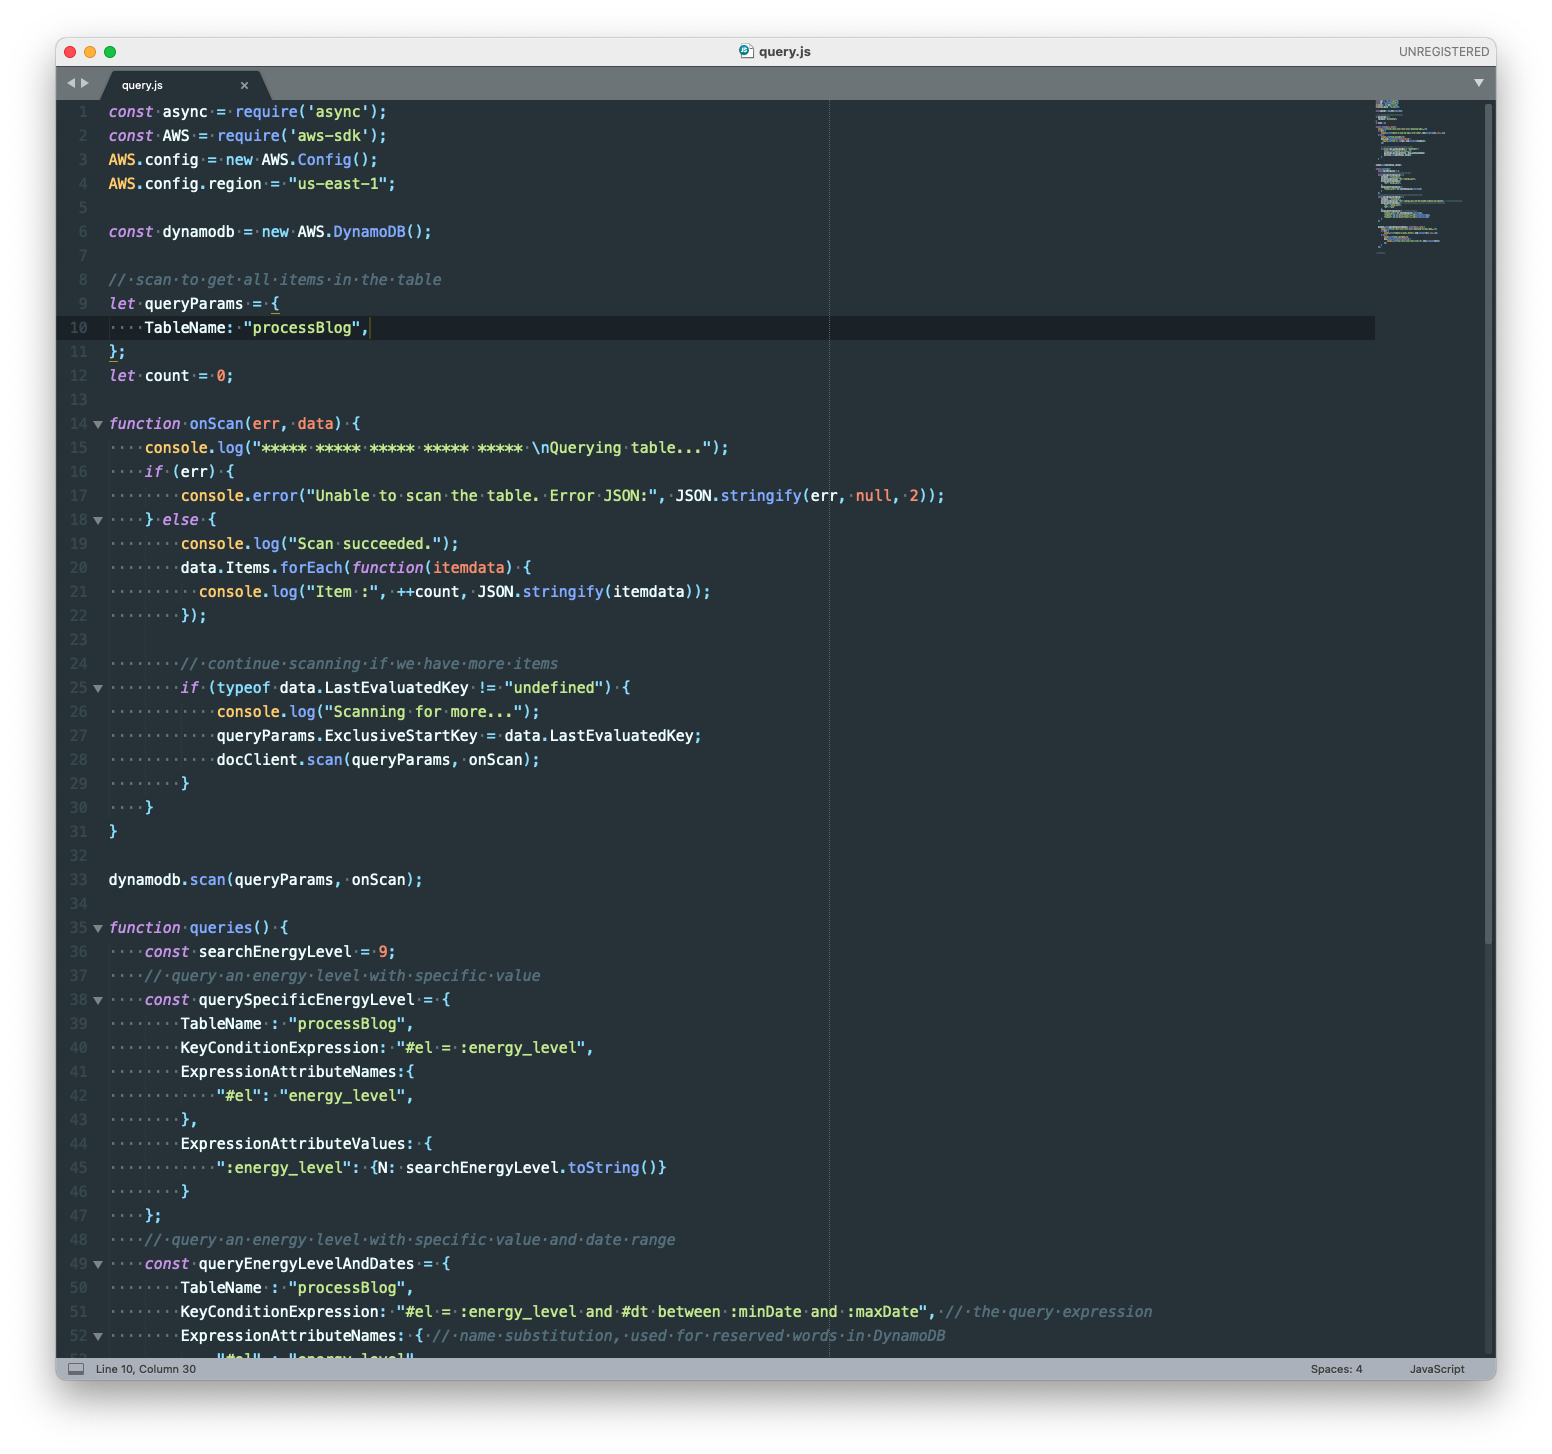 query.js
UNREGISTERED
query.js
1 const async = require('async');
2 const AWS = require('aws-sdk');
3 AWS.config = new AWS.Config();
4 AWS.config.region = "us-east-1";
5
6 const dynamodb = new AWS.DynamoDB();
7
8 // scan to get all items in the table
9 let queryParams = {
10     TableName: "processBlog",
11 };
12 let count = 0;
13
14 function onScan(err, data) {
15     console.log("***** ***** ***** ***** ***** \nQuerying table...");
16     if (err) {
17         console.error("Unable to scan the table. Error JSON:", JSON.stringify(err, null, 2));
18     } else {
19         console.log("Scan succeeded.");
20         data.Items.forEach(function(itemdata) {
21           console.log("Item :", ++count, JSON.stringify(itemdata));
22         });
23
24         // continue scanning if we have more items
25         if (typeof data.LastEvaluatedKey != "undefined") {
26             console.log("Scanning for more...");
27             queryParams.ExclusiveStartKey = data.LastEvaluatedKey;
28             docClient.scan(queryParams, onScan);
29         }
30     }
31 }
32
33 dynamodb.scan(queryParams, onScan);
34
35 function queries() {
36     const searchEnergyLevel = 9;
37     // query an energy level with specific value
38     const querySpecificEnergyLevel = {
39         TableName : "processBlog",
40         KeyConditionExpression: "#el = :energy_level",
41         ExpressionAttributeNames:{
42             "#el": "energy_level",
43         },
44         ExpressionAttributeValues: {
45             ":energy_level": {N: searchEnergyLevel.toString()}
46         }
47     };
48     // query an energy level with specific value and date range
49     const queryEnergyLevelAndDates = {
50         TableName : "processBlog",
51         KeyConditionExpression: "#el = :energy_level and #dt between :minDate and :maxDate", // the query expression
52         ExpressionAttributeNames: { // name substitution, used for reserved words in DynamoDB
Line 10, Column 30
Spaces: 4
JavaScript